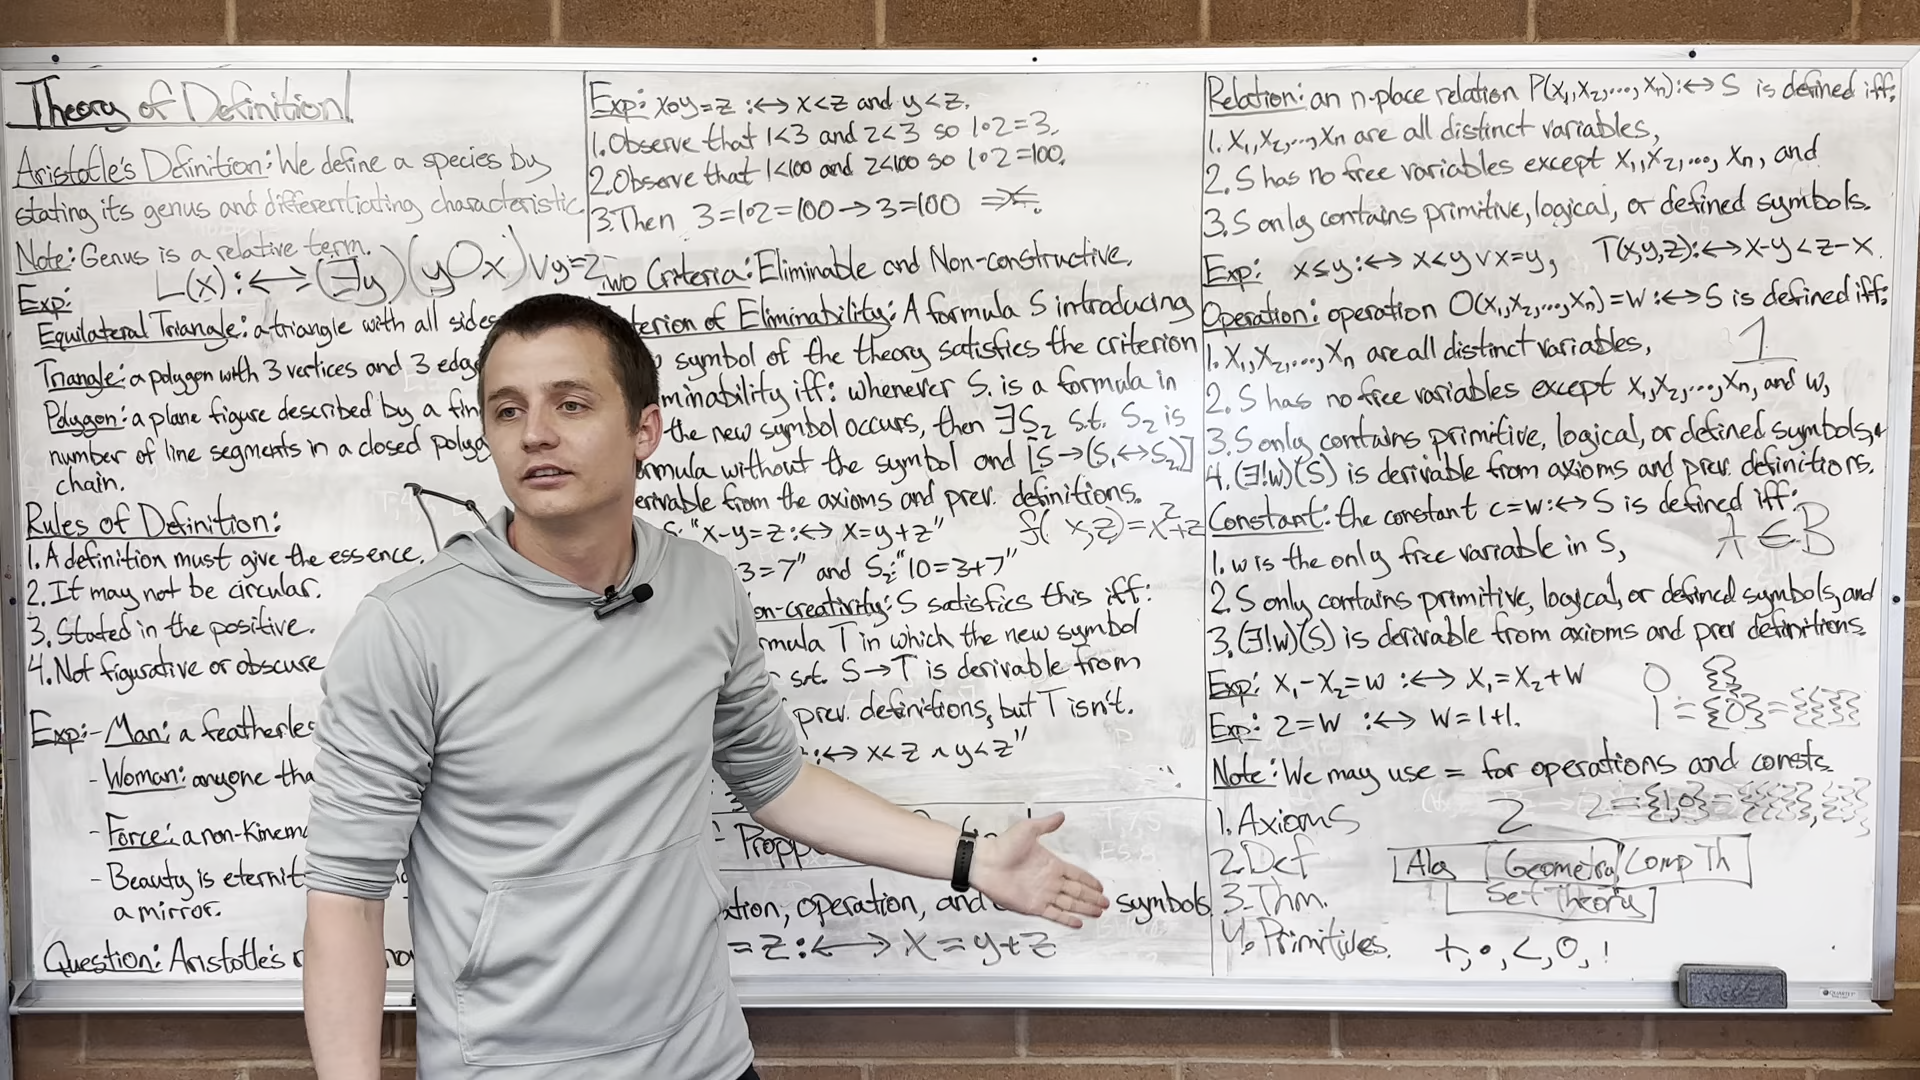 Theory of Definition
Aristotle's Definition: We define a species by
stating its genus and differentiating characteristic.
Note: Genus is a relative term.
L(x):⟷(∃y)(yOx)∨y=2
Exp:
Equilateral Triangle: a triangle with all sides
Triangle: a polygon with 3 vertices and 3
Polygon: a plane figure described by a
number of line segments in a closed
chain.
Rules of Definition:
1. A definition must give the essence.
2. It may not be circular.
3. Stated in the positive.
4. Not figurative or obscure
Exp:- Man: a
- Woman: anyone
- Force: a
- Beauty is
a mirror.
Question: Aristotle's
Exp: x∘y=z :⟷ x<z and y<z.
1. Observe that 1<3 and 2<3 so 1∘2=3.
2. Observe that 1<100 and 2<100 so 1∘2=100.
3. Then 3=1∘2=100→3=100
Two Criteria: Eliminable and Non-constructive.
of Eliminability: A formula S introducing
symbol of the theory satisfies the criterion
iff: whenever S₁ is a formula in
the new symbol occurs, then ∃S₂ s.t. S₂ is
without the symbol and [S→(S₁⟷S₂)]
from the axioms and prev. definitions.
S: "x-y=z:⟷ x=y+z"
3=7" and S₂:"10=3+7"
S satisfies this iff:
T in which the new symbol
s.t. S→T is derivable from
prev. definitions, but T isn't.
:⟷ x<z ∧ y<z"
operation, and symbols
=z:⟷ x=y+z
Relation: an n-place relation P(x₁,x₂,...,xₙ):⟷S is defined iff:
1. x₁,x₂,...,xₙ are all distinct variables,
2. S has no free variables except x₁,x₂,...,xₙ, and
3. S only contains primitive, logical, or defined symbols.
Exp: x≤y:⟷ x<y∨x=y, T(x,y,z):⟷x-y<z-x.
Operation: operation O(x₁,x₂,...,xₙ)=w:⟷S is defined iff:
1. x₁,x₂,...,xₙ are all distinct variables, 1
2. S has no free variables except x₁,x₂,...,xₙ, and w,
3. S only contains primitive, logical, or defined symbols,
4. (∃!w)(S) is derivable from axioms and prev. definitions.
Constant: the constant c=w:⟷S is defined iff:
1. w is the only free variable in S, A∈B
2. S only contains primitive, logical, or defined symbols, and
3. (∃!w)(S) is derivable from axioms and prev definitions.
Exp: x₁-x₂=w :⟷ x₁=x₂+w
Exp: 2=w :⟷ w=1+1.
0 {}
1={0}={{}}
Note: We may use = for operations and consts.
1. Axioms 2
2. Def Alg Geometry Comp Th
3. Thm. Set Theory
4. Primitives. +,∘,<,0,1